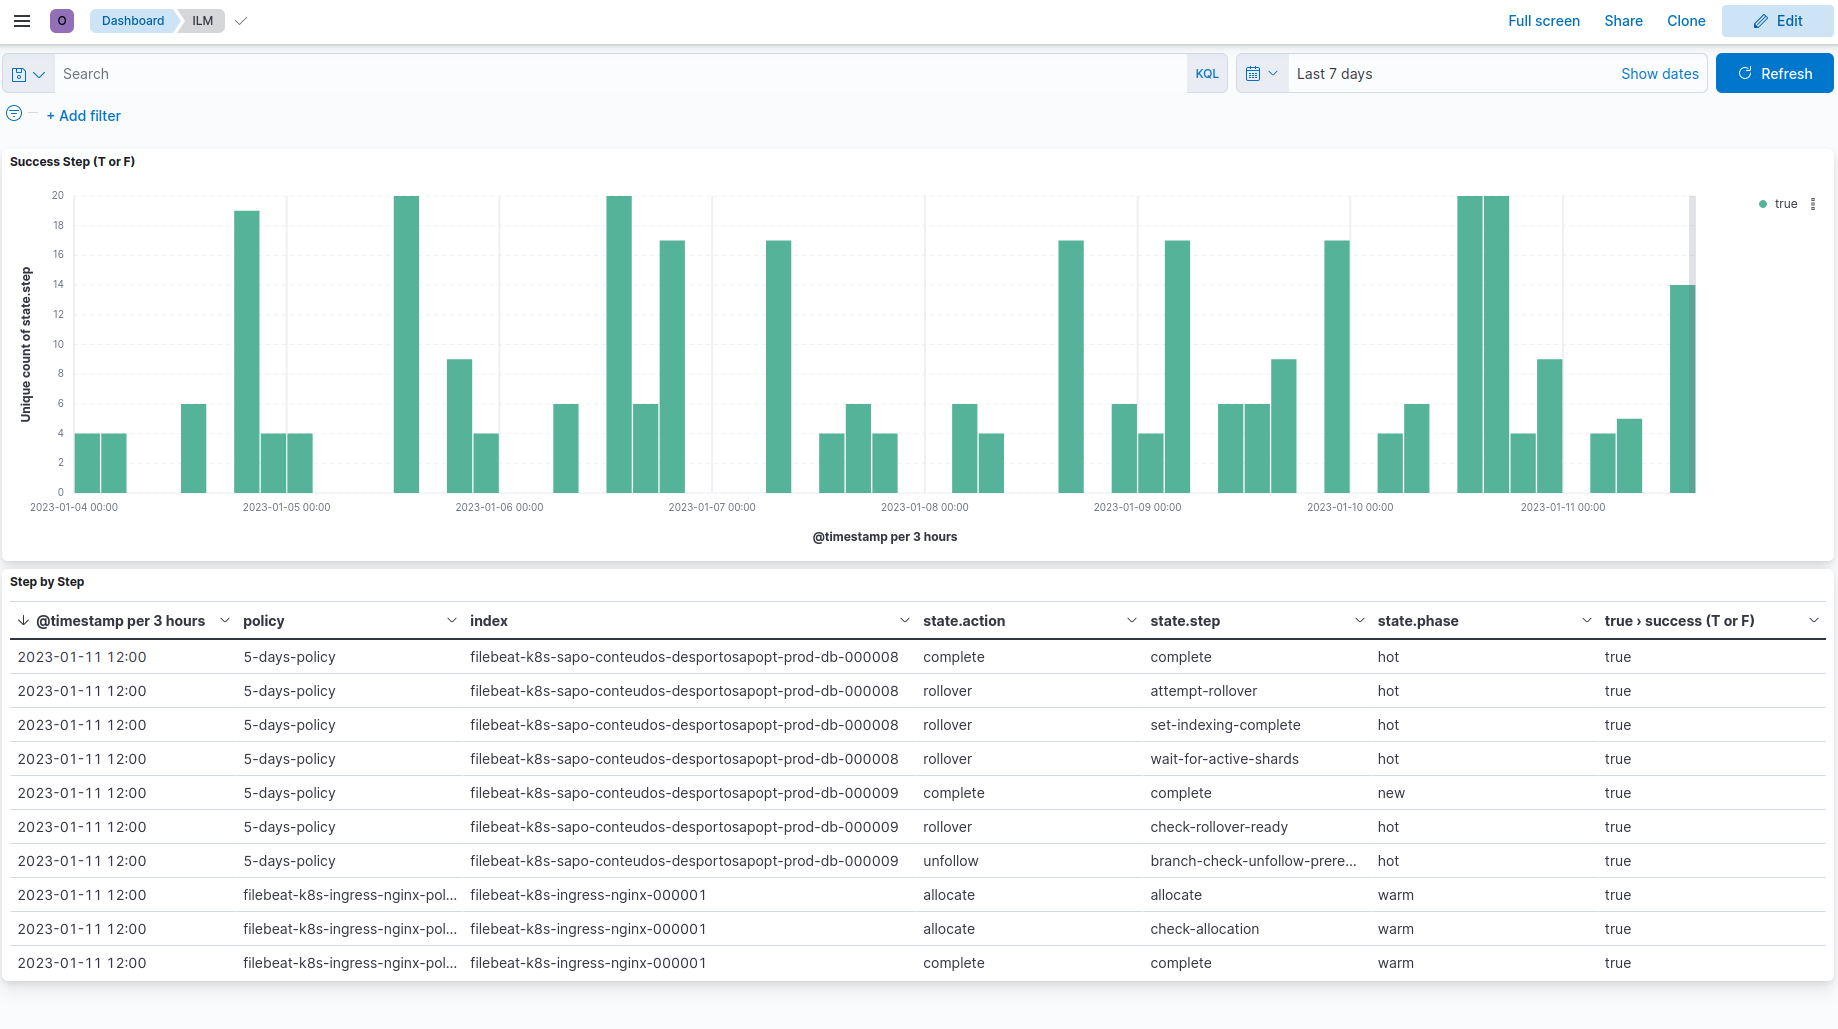 O Dashboard ILM Full screen Share Clone Edit
Search KQL Last 7 days Show dates Refresh
+ Add filter
Success Step (T or F)
Unique count of state.step
20
18
16
14
12
10
8
6
4
2
0
true
2023-01-04 00:00 2023-01-05 00:00 2023-01-06 00:00 2023-01-07 00:00 2023-01-08 00:00 2023-01-09 00:00 2023-01-10 00:00 2023-01-11 00:00
@timestamp per 3 hours
Step by Step
@timestamp per 3 hours policy index state.action state.step state.phase true › success (T or F)
2023-01-11 12:00 5-days-policy filebeat-k8s-sapo-conteudos-desportosapopt-prod-db-000008 complete complete hot true
2023-01-11 12:00 5-days-policy filebeat-k8s-sapo-conteudos-desportosapopt-prod-db-000008 rollover attempt-rollover hot true
2023-01-11 12:00 5-days-policy filebeat-k8s-sapo-conteudos-desportosapopt-prod-db-000008 rollover set-indexing-complete hot true
2023-01-11 12:00 5-days-policy filebeat-k8s-sapo-conteudos-desportosapopt-prod-db-000008 rollover wait-for-active-shards hot true
2023-01-11 12:00 5-days-policy filebeat-k8s-sapo-conteudos-desportosapopt-prod-db-000009 complete complete new true
2023-01-11 12:00 5-days-policy filebeat-k8s-sapo-conteudos-desportosapopt-prod-db-000009 rollover check-rollover-ready hot true
2023-01-11 12:00 5-days-policy filebeat-k8s-sapo-conteudos-desportosapopt-prod-db-000009 unfollow branch-check-unfollow-prere... hot true
2023-01-11 12:00 filebeat-k8s-ingress-nginx-pol... filebeat-k8s-ingress-nginx-000001 allocate allocate warm true
2023-01-11 12:00 filebeat-k8s-ingress-nginx-pol... filebeat-k8s-ingress-nginx-000001 allocate check-allocation warm true
2023-01-11 12:00 filebeat-k8s-ingress-nginx-pol... filebeat-k8s-ingress-nginx-000001 complete complete warm true